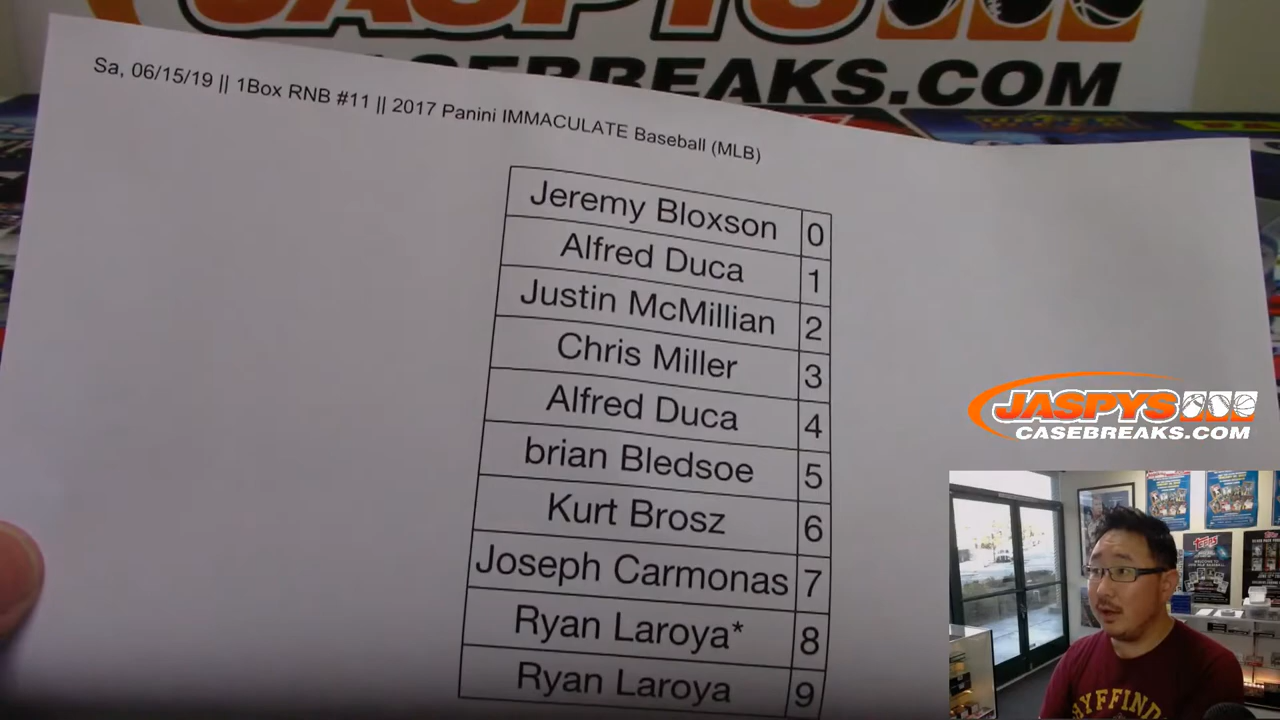 JASPYS
CASEBREAKS.COM
Sa, 06/15/19 || 1Box RNB #11 || 2017 Panini IMMACULATE Baseball (MLB)
Jeremy Bloxson 0
Alfred Duca 1
Justin McMillian 2
Chris Miller 3
Alfred Duca 4
brian Bledsoe 5
Kurt Brosz 6
Joseph Carmonas 7
Ryan Laroya* 8
Ryan Laroya 9
JASPYS
CASEBREAKS.COM
topps